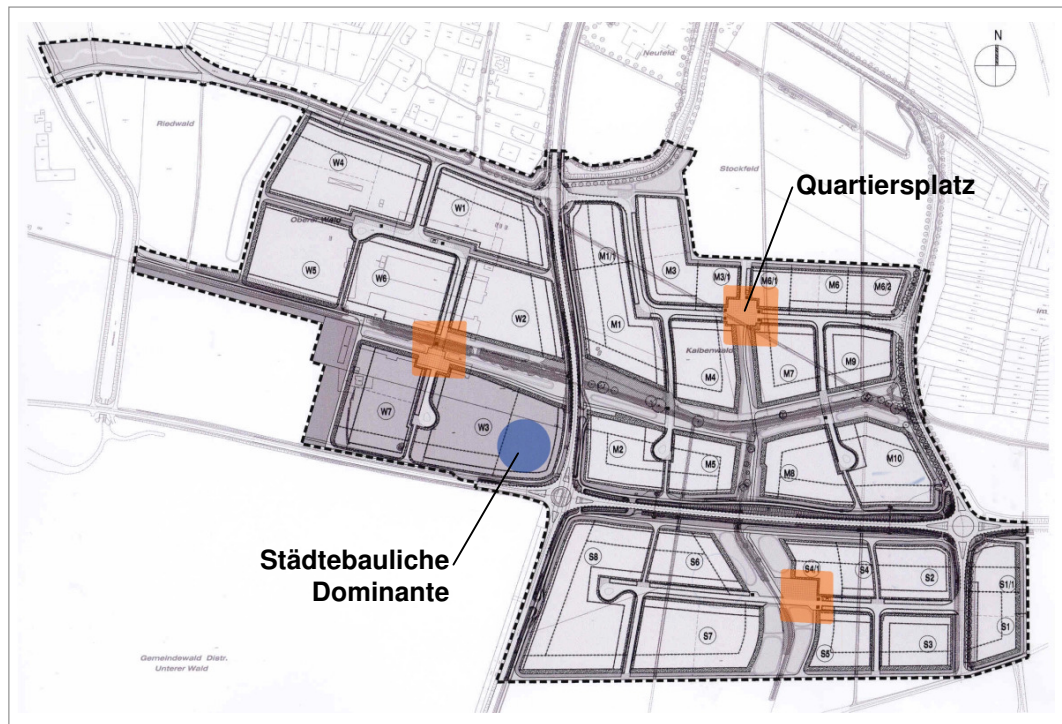 N
Neufeld
Riedwald
Stockfeld
Quartiersplatz
W4
W1
Oberer Wald
M1/1
M3
M3/1
M6/1
M6
M6/2
W5
W6
W2
M1
Kaibenwald
M4
M7
M9
W7
W3
M2
M5
M8
M10
Städtebauliche
Dominante
S8
S6
S4/1
S4
S2
S1/1
S7
S5
S3
S1
Gemeindewald Distr.
Unterer Wald